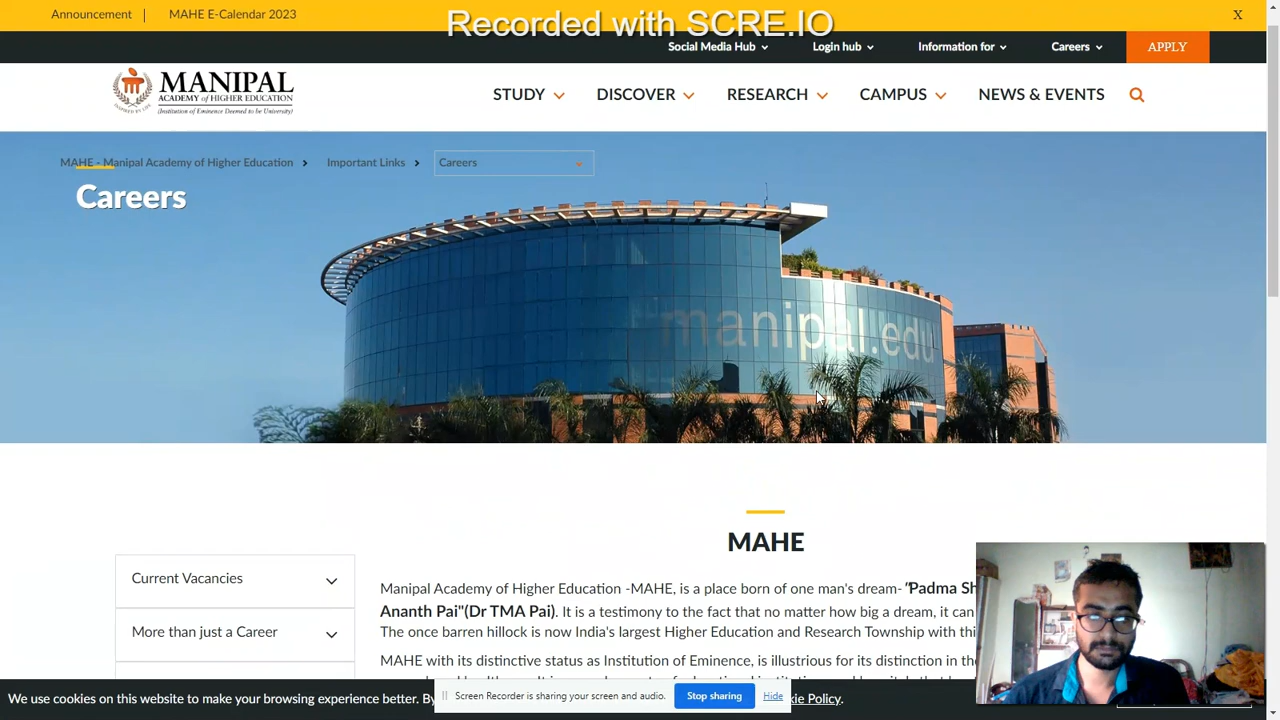 Announcement
MAHE E-Calendar 2023
Recorded with SCRE.IO
X
Social Media Hub
Login hub
Information for
Careers
APPLY
MANIPAL
ACADEMY of HIGHER EDUCATION
(Institution of Eminence Deemed to be University)
STUDY
DISCOVER
RESEARCH
CAMPUS
NEWS & EVENTS
MAHE - Manipal Academy of Higher Education
Important Links
Careers
Careers
manipal.edu
MAHE
Current Vacancies
More than just a Career
Manipal Academy of Higher Education -MAHE, is a place born of one man's dream- "Padma Sh
Ananth Pai"(Dr TMA Pai). It is a testimony to the fact that no matter how big a dream, it can
The once barren hillock is now India's largest Higher Education and Research Township with thi
MAHE with its distinctive status as Institution of Eminence, is illustrious for its distinction in the
We use cookies on this website to make your browsing experience better. By
Screen Recorder is sharing your screen and audio.
Stop sharing
Hide
kie Policy.